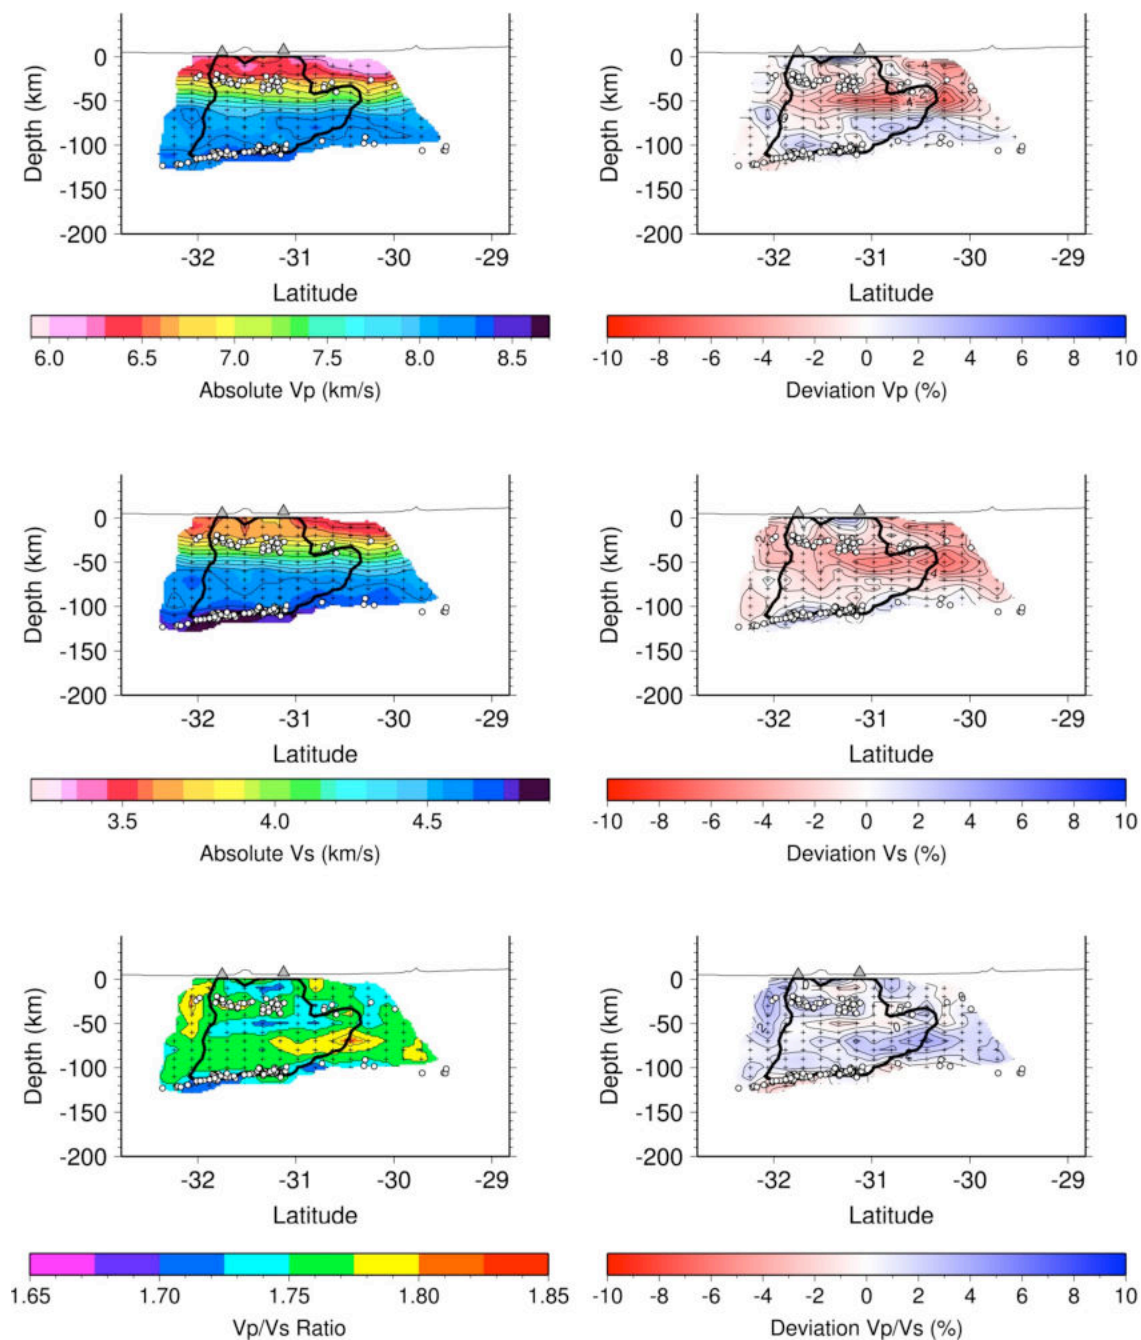 0
-50
-100
-150
-200
Depth (km)
-32 -31 -30 -29
Latitude
6.0 6.5 7.0 7.5 8.0 8.5
Absolute Vp (km/s)
0
-50
-100
-150
-200
Depth (km)
-32 -31 -30 -29
Latitude
-10 -8 -6 -4 -2 0 2 4 6 8 10
Deviation Vp (%)
0
-50
-100
-150
-200
Depth (km)
-32 -31 -30 -29
Latitude
3.5 4.0 4.5
Absolute Vs (km/s)
0
-50
-100
-150
-200
Depth (km)
-32 -31 -30 -29
Latitude
-10 -8 -6 -4 -2 0 2 4 6 8 10
Deviation Vs (%)
0
-50
-100
-150
-200
Depth (km)
-32 -31 -30 -29
Latitude
1.65 1.70 1.75 1.80 1.85
Vp/Vs Ratio
0
-50
-100
-150
-200
Depth (km)
-32 -31 -30 -29
Latitude
-10 -8 -6 -4 -2 0 2 4 6 8 10
Deviation Vp/Vs (%)